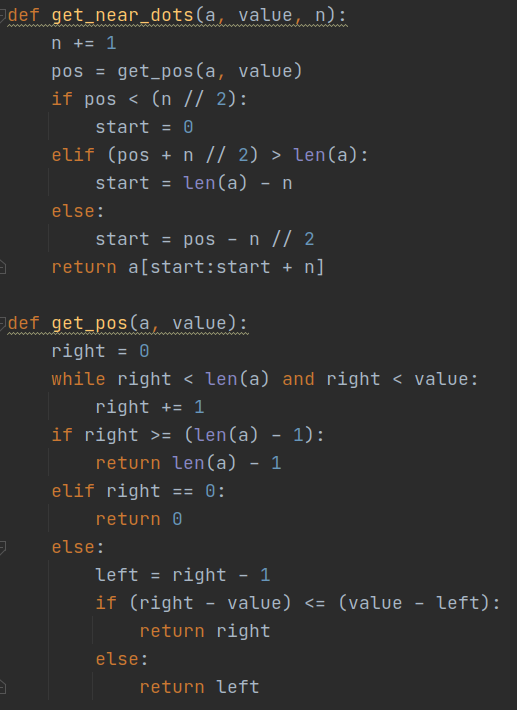 def get_near_dots(a, value, n):
    n += 1
    pos = get_pos(a, value)
    if pos < (n // 2):
        start = 0
    elif (pos + n // 2) > len(a):
        start = len(a) - n
    else:
        start = pos - n // 2
    return a[start:start + n]

def get_pos(a, value):
    right = 0
    while right < len(a) and right < value:
        right += 1
    if right >= (len(a) - 1):
        return len(a) - 1
    elif right == 0:
        return 0
    else:
        left = right - 1
        if (right - value) <= (value - left):
            return right
        else:
            return left